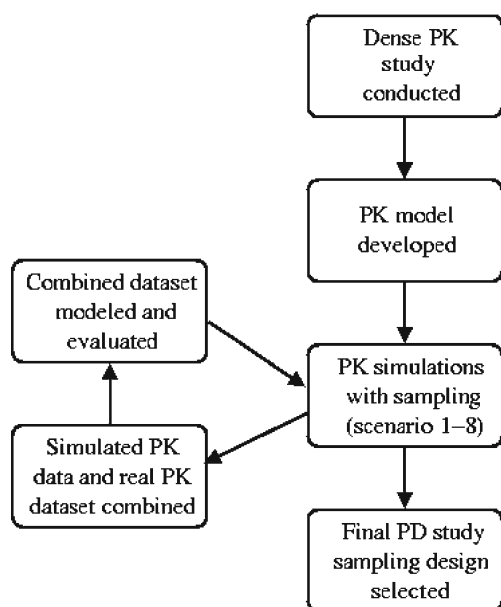 Dense PK
study
conducted
PK model
developed
Combined dataset
modeled and
evaluated
PK simulations
with sampling
(scenario 1–8)
Simulated PK
data and real PK
dataset combined
Final PD study
sampling design
selected